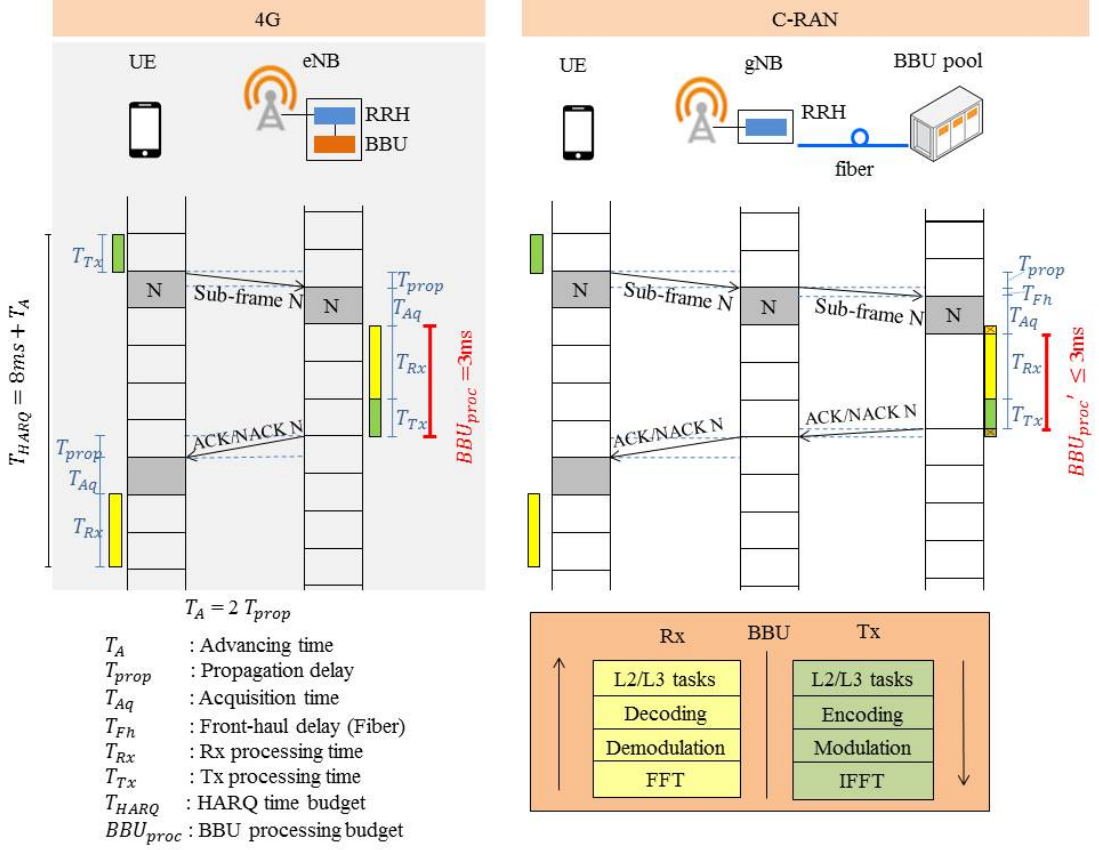 4G
UE
eNB
RRH
BBU
T_Tx
N
Sub-frame N
N
T_prop
T_Aq
T_Rx
T_Tx
BBU_proc =3ms
T_HARQ = 8ms + T_A
ACK/NACK N
T_prop
T_Aq
T_Rx
C-RAN
UE
gNB
BBU pool
RRH
fiber
N
Sub-frame N
N
Sub-frame N
N
T_prop
T_Fh
T_Aq
T_Rx
T_Tx
BBU_proc' ≤ 3ms
ACK/NACK N
ACK/NACK N
T_A = 2 T_prop
T_A : Advancing time
T_prop : Propagation delay
T_Aq : Acquisition time
T_Fh : Front-haul delay (Fiber)
T_Rx : Rx processing time
T_Tx : Tx processing time
T_HARQ : HARQ time budget
BBU_proc : BBU processing budget
Rx BBU Tx
L2/L3 tasks
Decoding
Demodulation
FFT
L2/L3 tasks
Encoding
Modulation
IFFT